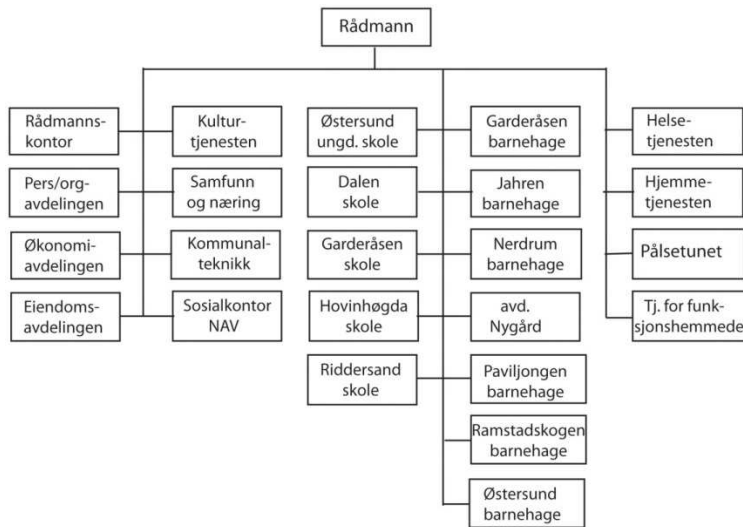 Rådmann
Rådmanns-
kontor
Kultur-
tjenesten
Østersund
ungd. skole
Garderåsen
barnehage
Helse-
tjenesten
Pers/org-
avdelingen
Samfunn
og næring
Dalen
skole
Jahren
barnehage
Hjemme-
tjenesten
Økonomi-
avdelingen
Kommunal-
teknikk
Garderåsen
skole
Nerdrum
barnehage
Pålsetunet
Eiendoms-
avdelingen
Sosialkontor
NAV
Hovinhøgda
skole
avd.
Nygård
Tj. for funk-
sjonshemmede
Riddersand
skole
Paviljongen
barnehage
Ramstadskogen
barnehage
Østersund
barnehage